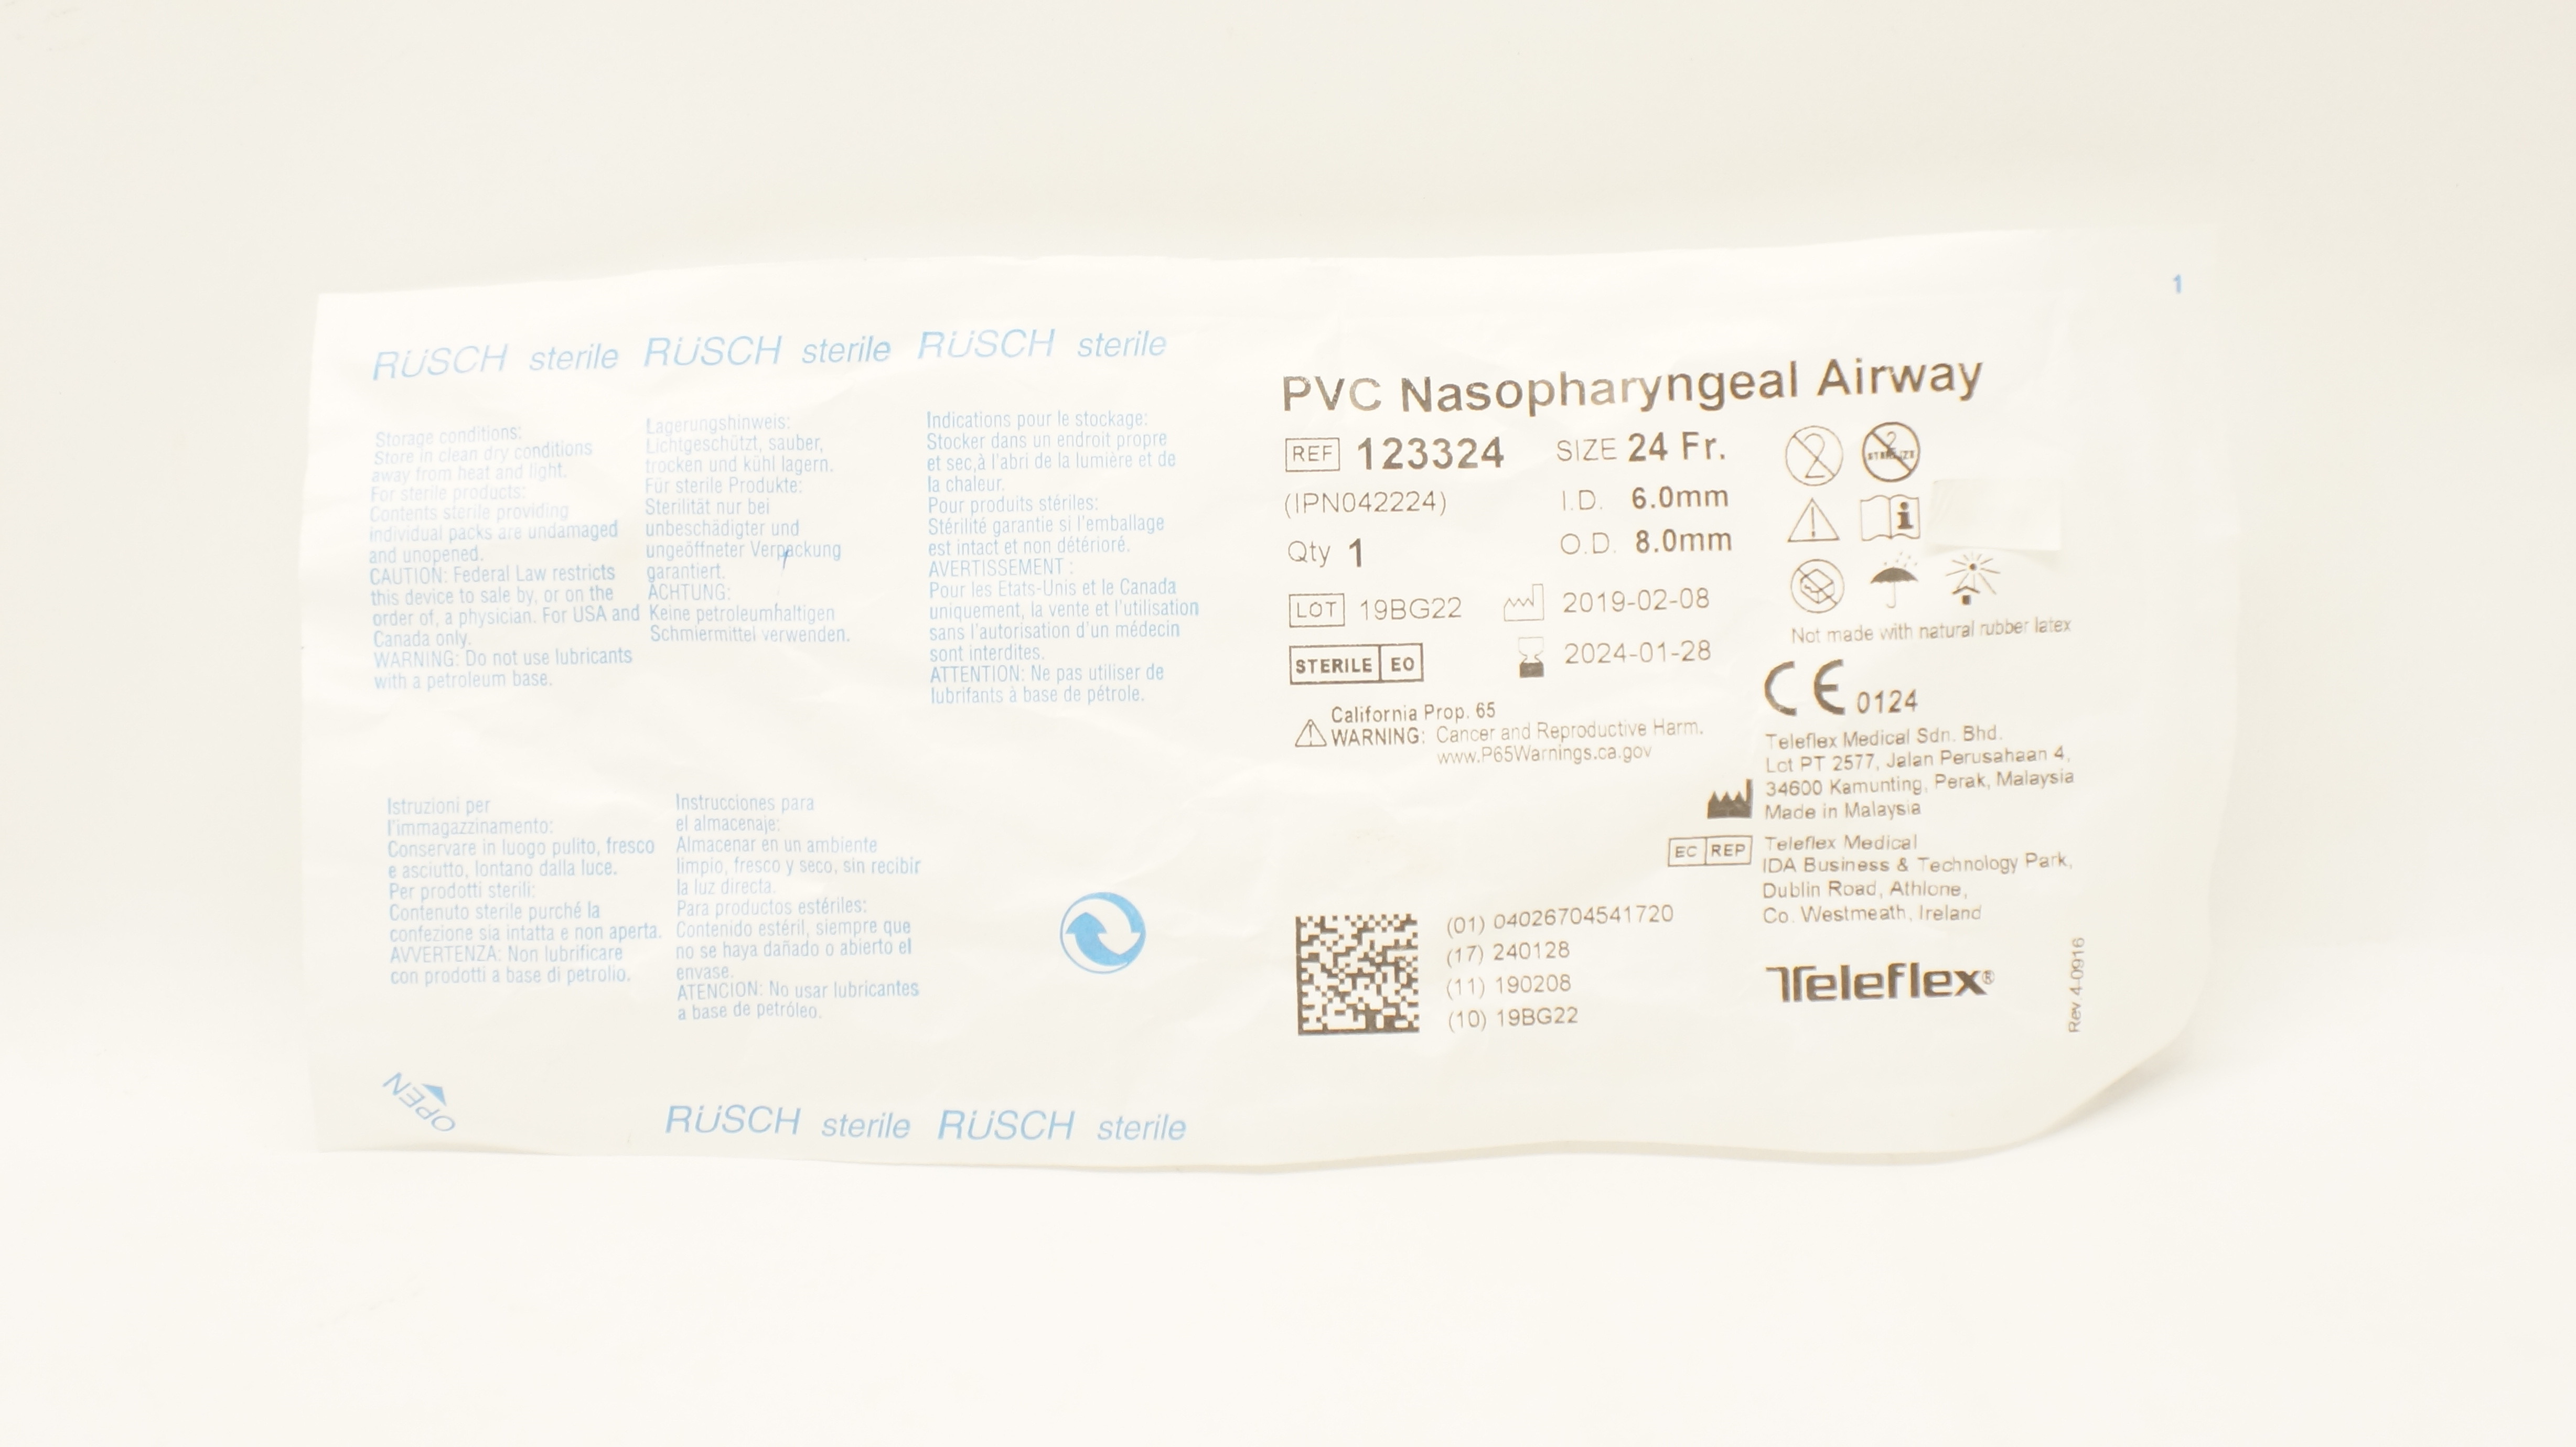 1
RÜSCH sterile RÜSCH sterile RÜSCH sterile
Storage conditions:
Store in clean dry conditions
away from heat and light.
For sterile products:
Contents sterile providing
individual packs are undamaged
and unopened.
CAUTION: Federal Law restricts
this device to sale by, or on the
order of, a physician. For USA and
Canada only.
WARNING: Do not use lubricants
with a petroleum base.
Lagerungshinweis:
Lichtgeschützt, sauber,
trocken und kühl lagern.
Für sterile Produkte:
Sterilität nur bei
unbeschädigter und
ungeöffneter Verpackung
garantiert.
ACHTUNG:
Keine petroleumhaltigen
Schmiermittel verwenden.
Indications pour le stockage:
Stocker dans un endroit propre
et sec,à l'abri de la lumière et de
la chaleur.
Pour produits stériles:
Stérilité garantie si l'emballage
est intact et non détérioré.
AVERTISSEMENT :
Pour les Etats-Unis et le Canada
uniquement, la vente et l'utilisation
sans l'autorisation d'un médecin
sont interdites.
ATTENTION: Ne pas utiliser de
lubrifants à base de pétrole.
Istruzioni per
l'immagazzinamento:
Conservare in luogo pulito, fresco
e asciutto, lontano dalla luce.
Per prodotti sterili:
Contenuto sterile purché la
confezione sia intatta e non aperta.
AVVERTENZA: Non lubrificare
con prodotti a base di petrolio.
Instrucciones para
el almacenaje:
Almacenar en un ambiente
limpio, fresco y seco, sin recibir
la luz directa.
Para productos estériles:
Contenido estéril, siempre que
no se haya dañado o abierto el
envase.
ATENCION: No usar lubricantes
a base de petróleo.
OPEN
RÜSCH sterile RÜSCH sterile
PVC Nasopharyngeal Airway
REF 123324 SIZE 24 Fr.
(IPN042224) I.D. 6.0mm
Qty 1 O.D. 8.0mm
LOT 19BG22 2019-02-08
STERILE EO 2024-01-28
California Prop. 65
WARNING: Cancer and Reproductive Harm.
www.P65Warnings.ca.gov
2 2
STERILIZE
Not made with natural rubber latex
CE 0124
Teleflex Medical Sdn. Bhd.
Lot PT 2577, Jalan Perusahaan 4,
34600 Kamunting, Perak, Malaysia
Made in Malaysia
EC REP Teleflex Medical
IDA Business & Technology Park,
Dublin Road, Athlone,
Co. Westmeath, Ireland
(01) 04026704541720
(17) 240128
(11) 190208
(10) 19BG22
Teleflex®
Rev 4-0916